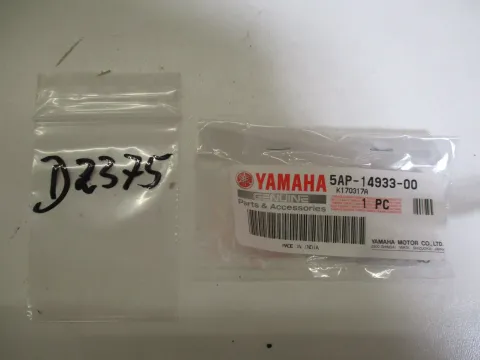 D2375
YAMAHA
5AP-14933-00
K170317A
GENUINE
Parts & Accessories
1 PC
MADE IN INDIA
YAMAHA MOTOR CO., LTD.